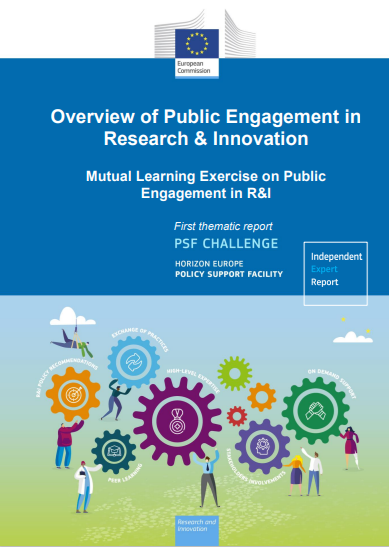 European
Commission
Overview of Public Engagement in
Research & Innovation
Mutual Learning Exercise on Public
Engagement in R&I
First thematic report
PSF CHALLENGE
HORIZON EUROPE
POLICY SUPPORT FACILITY
Independent
Expert
Report
EXCHANGE OF PRACTICES
R&I POLICY RECOMMENDATIONS
HIGH-LEVEL EXPERTISE
ON DEMAND SUPPORT
PEER LEARNING
STAKEHOLDERS INVOLVEMENTS
Research and
Innovation